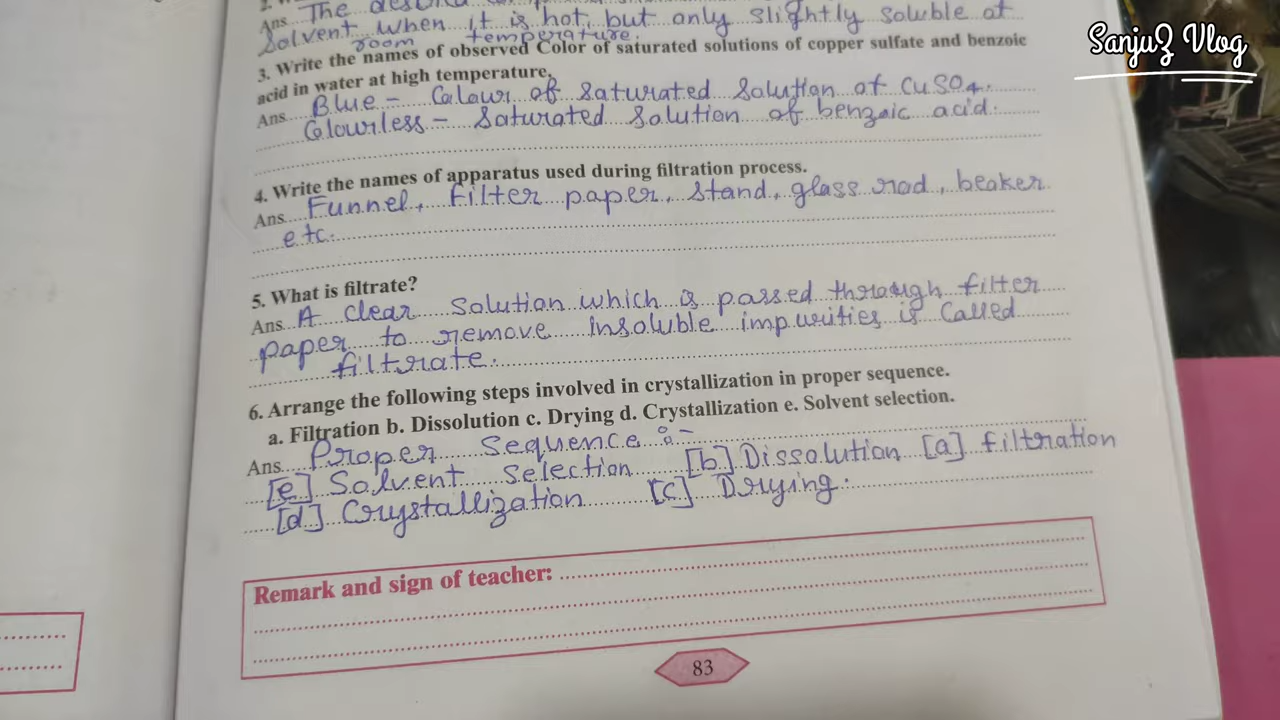 Ans The
Solvent when it is hot, but only slightly soluble at
room temperature.
SanjuZ Vlog
3. Write the names of observed Color of saturated solutions of copper sulfate and benzoic
acid in water at high temperature.
Ans Blue - Colour of Saturated Solution of CuSO4.
Colourless - Saturated Solution of benzoic acid.
4. Write the names of apparatus used during filtration process.
Ans Funnel, Filter paper, stand, glass rod, beaker
etc.
5. What is filtrate?
Ans A clear solution which is passed through filter
paper to remove insoluble impurities is called
filtrate.
6. Arrange the following steps involved in crystallization in proper sequence.
a. Filtration b. Dissolution c. Drying d. Crystallization e. Solvent selection.
Ans Proper sequence :-
[e] Solvent selection [b] Dissolution [a] filtration
[d] Crystallization [c] Drying.
Remark and sign of teacher:
83